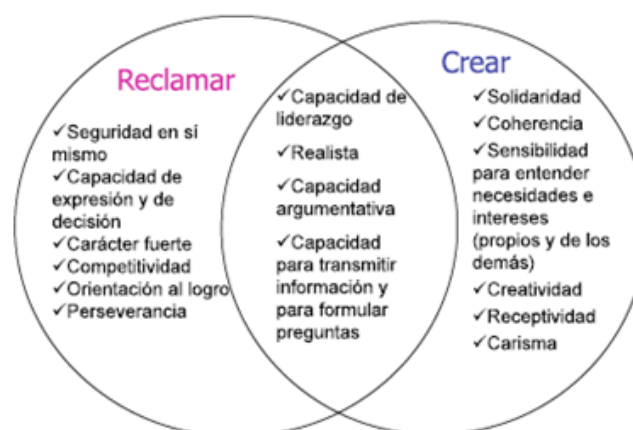 Reclamar
✓Seguridad en sí
mismo
✓Capacidad de
expresión y de
decisión
✓Carácter fuerte
✓Competitividad
✓Orientación al logro
✓Perseverancia
✓Capacidad de
liderazgo
✓Realista
✓Capacidad
argumentativa
✓Capacidad
para transmitir
información y
para formular
preguntas
Crear
✓Solidaridad
✓Coherencia
✓Sensibilidad
para entender
necesidades e
intereses
(propios y de los
demás)
✓Creatividad
✓Receptividad
✓Carisma